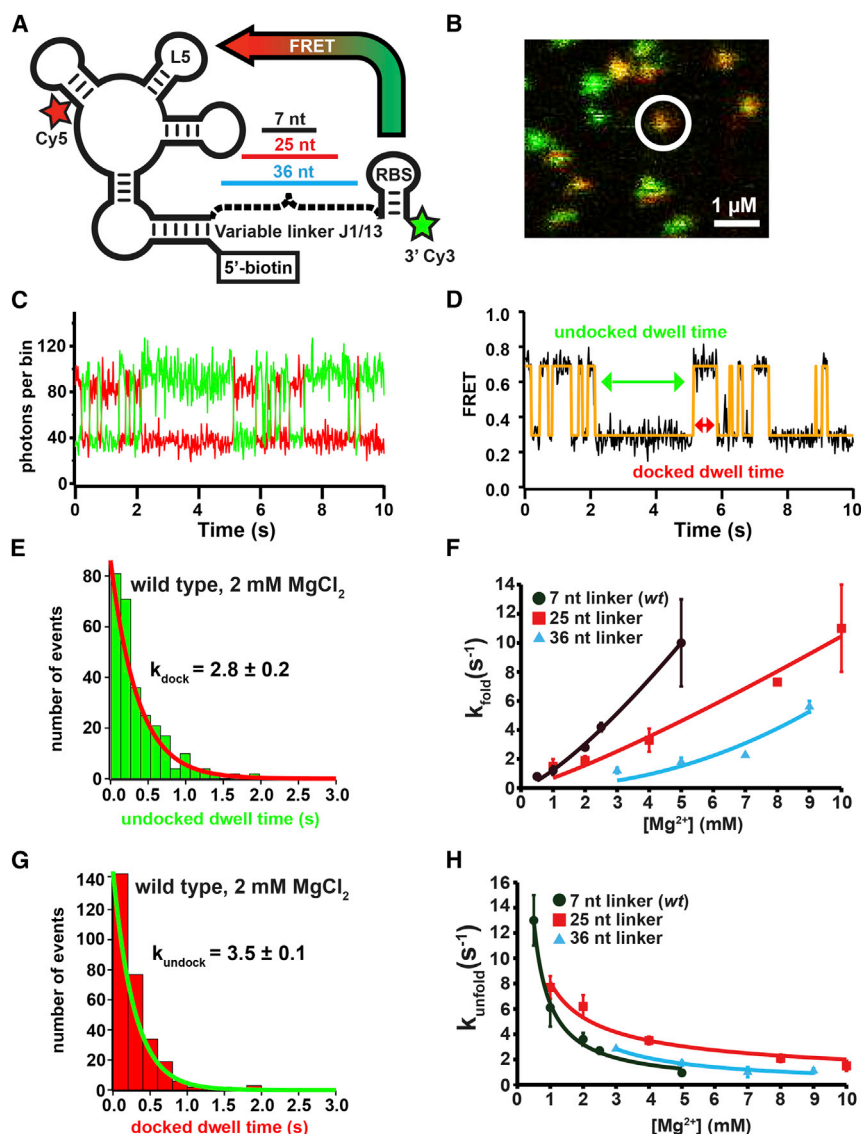 A
L5
FRET
Cy5
7 nt
25 nt
36 nt
RBS
Variable linker J1/13
3' Cy3
5'-biotin
B
1 μM
C
photons per bin
120
80
40
0
0 2 4 6 8 10
Time (s)
D
FRET
1.0
0.8
0.6
0.4
0.2
0.0
undocked dwell time
docked dwell time
0 2 4 6 8 10
Time (s)
E
number of events
80
60
40
20
0
wild type, 2 mM MgCl2
kdock = 2.8 ± 0.2
0.0 0.5 1.0 1.5 2.0 2.5 3.0
undocked dwell time (s)
F
kfold(s-1)
14
12
10
8
6
4
2
0
7 nt linker (wt)
25 nt linker
36 nt linker
0 1 2 3 4 5 6 7 8 9 10
[Mg2+] (mM)
G
number of events
140
120
100
80
60
40
20
0
wild type, 2 mM MgCl2
kundock = 3.5 ± 0.1
0.0 0.5 1.0 1.5 2.0 2.5 3.0
docked dwell time (s)
H
kunfold(s-1)
16
14
12
10
8
6
4
2
0
7 nt linker (wt)
25 nt linker
36 nt linker
0 1 2 3 4 5 6 7 8 9 10
[Mg2+] (mM)